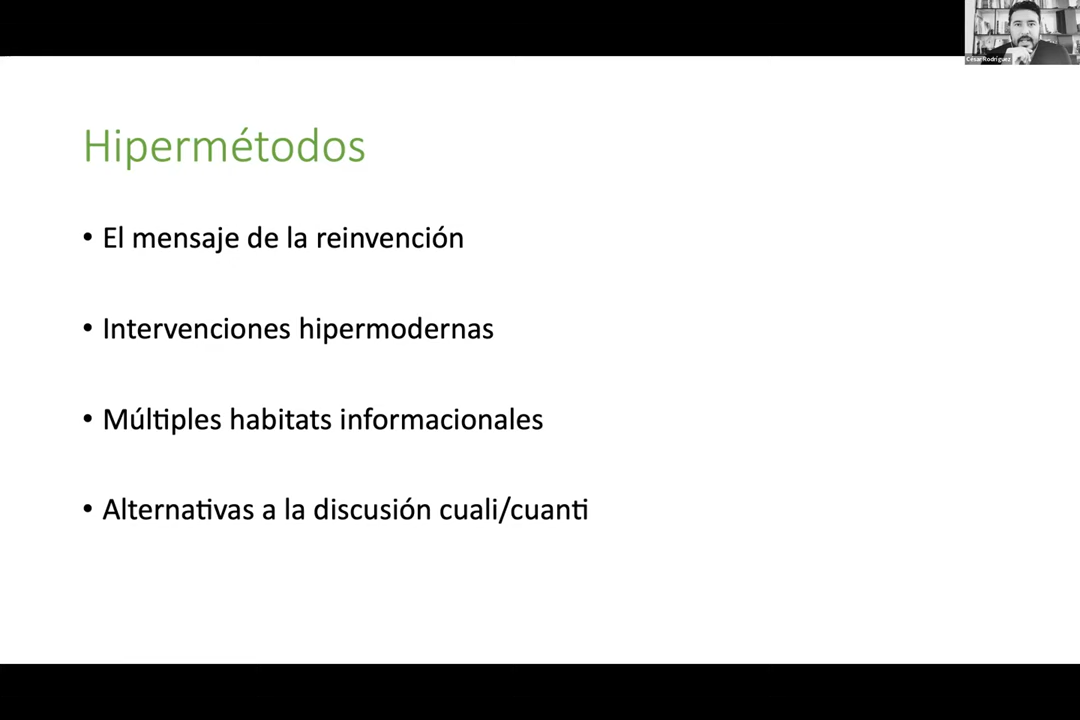 César Rodríguez
Hipermétodos
• El mensaje de la reinvención
• Intervenciones hipermodernas
• Múltiples habitats informacionales
• Alternativas a la discusión cuali/cuanti